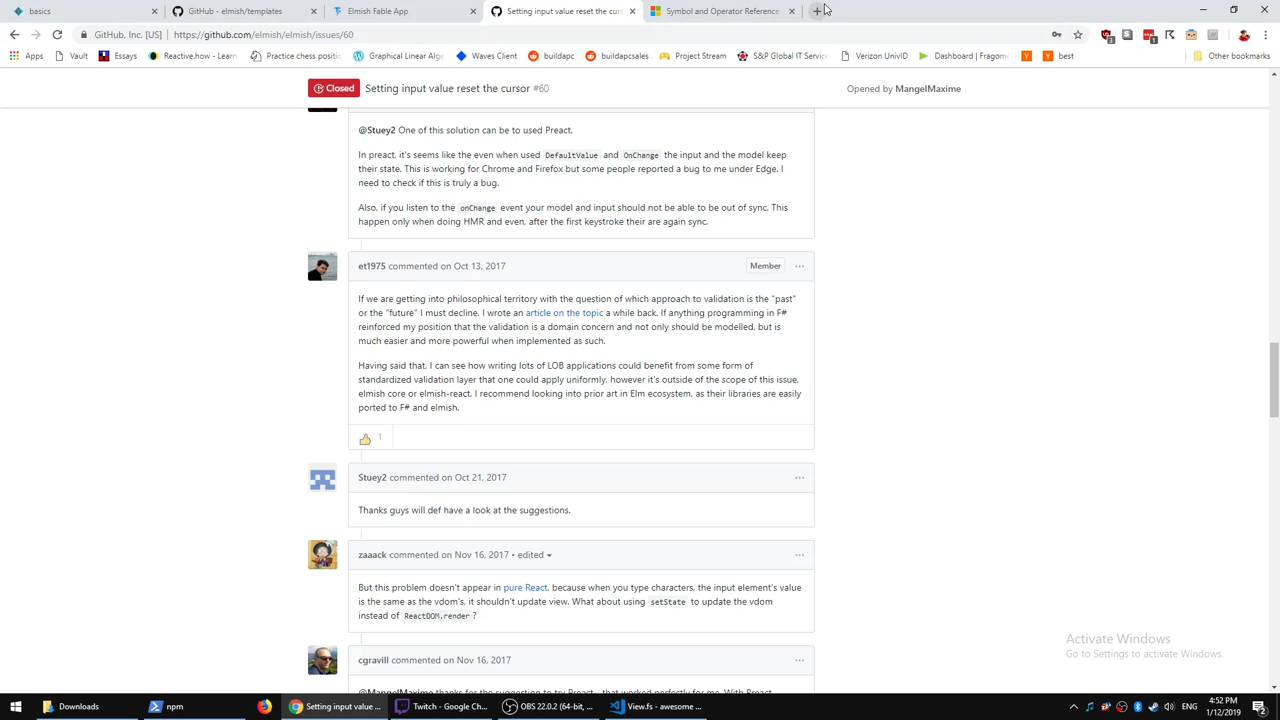 basics
GitHub - elmish/templates
Elmish Fable App
Setting input value reset the cur
Symbol and Operator Reference
GitHub, Inc. [US] | https://github.com/elmish/elmish/issues/60
Apps
Vault
Essays
Reactive.how - Learn
Practice chess position
Graphical Linear Alge
Waves Client
buildapc
buildapcsales
Project Stream
S&P Global IT Service
Verizon UnivID
Dashboard | Fragom
basics
best
Other bookmarks
Closed
Setting input value reset the cursor #60
Opened by MangelMaxime
@Stuey2 One of this solution can be to used Preact.
In preact, it's seems like the even when used DefaultValue and OnChange the input and the model keep
their state. This is working for Chrome and Firefox but some people reported a bug to me under Edge. I
need to check if this is truly a bug.
Also, if you listen to the onChange event your model and input should not be able to be out of sync. This
happen only when doing HMR and even, after the first keystroke their are again sync.
et1975 commented on Oct 13, 2017
Member
If we are getting into philosophical territory with the question of which approach to validation is the "past"
or the "future" I must decline. I wrote an article on the topic a while back. If anything programming in F#
reinforced my position that the validation is a domain concern and not only should be modelled, but is
much easier and more powerful when implemented as such.
Having said that, I can see how writing lots of LOB applications could benefit from some form of
standardized validation layer that one could apply uniformly, however it's outside of the scope of this issue,
elmish core or elmish-react. I recommend looking into prior art in Elm ecosystem, as their libraries are easily
ported to F# and elmish.
1
Stuey2 commented on Oct 21, 2017
Thanks guys will def have a look at the suggestions.
zaaack commented on Nov 16, 2017 • edited
But this problem doesn't appear in pure React, because when you type characters, the input element's value
is the same as the vdom's, it shouldn't update view. What about using setState to update the vdom
instead of ReactDOM.render ?
cgravill commented on Nov 16, 2017
@MangelMaxime thanks for the suggestion to try Preact - that worked perfectly for me. With Preact
Activate Windows
Go to Settings to activate Windows.
Downloads
npm
Setting input value ...
Twitch - Google Ch...
OBS 22.0.2 (64-bit, ...
View.fs - awesome ...
ENG
4:52 PM
1/12/2019